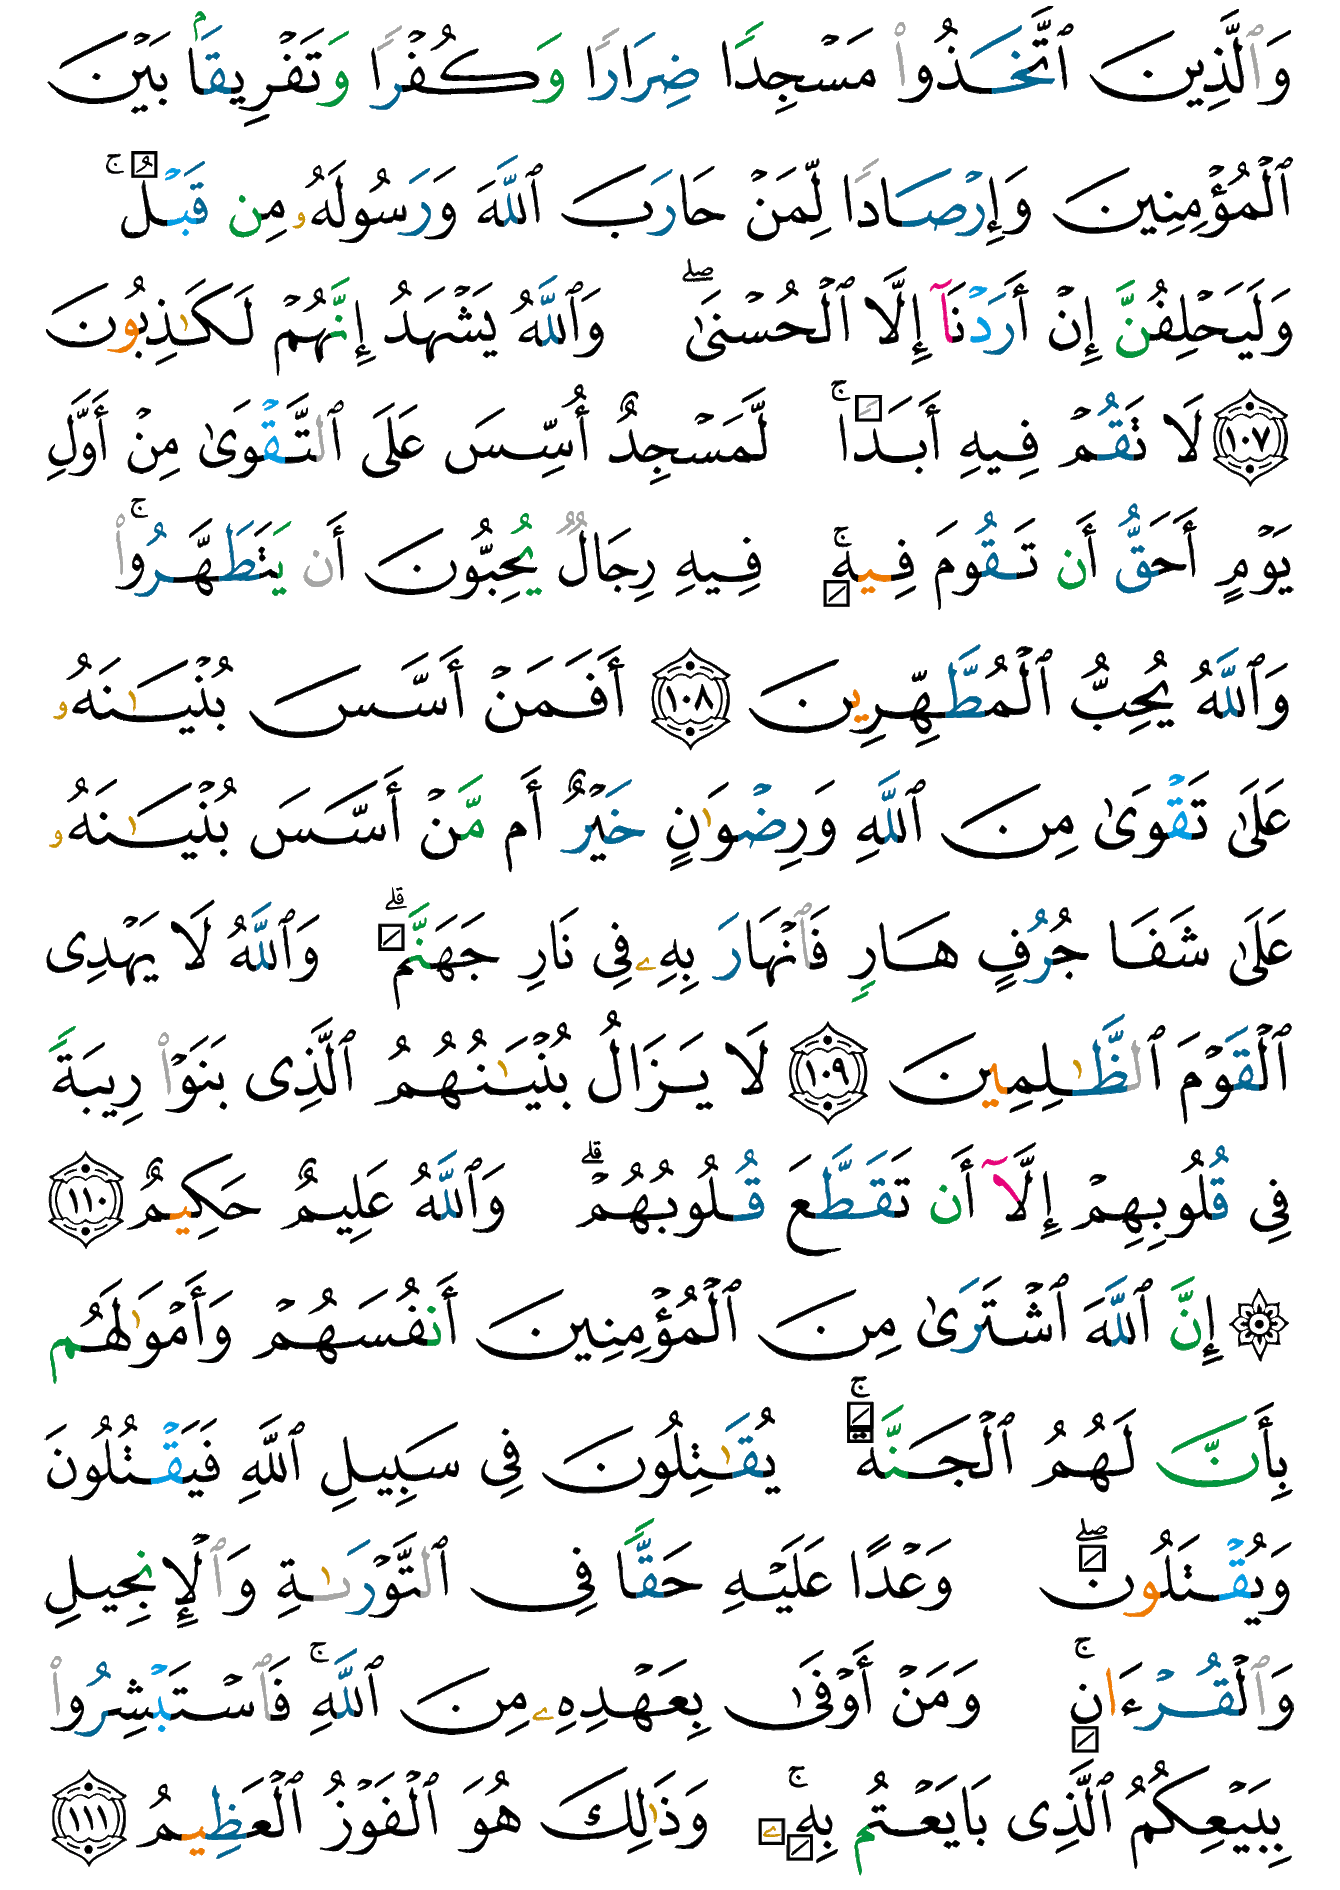 وَٱلَّذِينَ ٱتَّخَذُوا۟ مَسْجِدًا ضِرَارًا وَكُفْرًا وَتَفْرِيقًۢا بَيْنَ
ٱلْمُؤْمِنِينَ وَإِرْصَادًا لِّمَنْ حَارَبَ ٱللَّهَ وَرَسُولَهُۥ مِن قَبْلُ ۚ
وَلَيَحْلِفُنَّ إِنْ أَرَدْنَآ إِلَّا ٱلْحُسْنَىٰ ۖ وَٱللَّهُ يَشْهَدُ إِنَّهُمْ لَكَـٰذِبُونَ
١٠٧ لَا تَقُمْ فِيهِ أَبَدًا ۚ لَّمَسْجِدٌ أُسِّسَ عَلَى ٱلتَّقْوَىٰ مِنْ أَوَّلِ
يَوْمٍ أَحَقُّ أَن تَقُومَ فِيهِ ۚ فِيهِ رِجَالٌ يُحِبُّونَ أَن يَتَطَهَّرُوا۟ ۚ
وَٱللَّهُ يُحِبُّ ٱلْمُطَّهِّرِينَ ١٠٨ أَفَمَنْ أَسَّسَ بُنْيَـٰنَهُۥ
عَلَىٰ تَقْوَىٰ مِنَ ٱللَّهِ وَرِضْوَٰنٍ خَيْرٌ أَم مَّنْ أَسَّسَ بُنْيَـٰنَهُۥ
عَلَىٰ شَفَا جُرُفٍ هَارٍ فَٱنْهَارَ بِهِۦ فِى نَارِ جَهَنَّمَ ۗ وَٱللَّهُ لَا يَهْدِى
ٱلْقَوْمَ ٱلظَّـٰلِمِينَ ١٠٩ لَا يَزَالُ بُنْيَـٰنُهُمُ ٱلَّذِى بَنَوْا۟ رِيبَةً
فِى قُلُوبِهِمْ إِلَّآ أَن تَقَطَّعَ قُلُوبُهُمْ ۗ وَٱللَّهُ عَلِيمٌ حَكِيمٌ ١١٠
۞ إِنَّ ٱللَّهَ ٱشْتَرَىٰ مِنَ ٱلْمُؤْمِنِينَ أَنفُسَهُمْ وَأَمْوَٰلَهُم
بِأَنَّ لَهُمُ ٱلْجَنَّةَ ۚ يُقَـٰتِلُونَ فِى سَبِيلِ ٱللَّهِ فَيَقْتُلُونَ
وَيُقْتَلُونَ ۖ وَعْدًا عَلَيْهِ حَقًّا فِى ٱلتَّوْرَىٰةِ وَٱلْإِنجِيلِ
وَٱلْقُرْءَانِ ۚ وَمَنْ أَوْفَىٰ بِعَهْدِهِۦ مِنَ ٱللَّهِ ۚ فَٱسْتَبْشِرُوا۟
بِبَيْعِكُمُ ٱلَّذِى بَايَعْتُم بِهِۦ ۚ وَذَٰلِكَ هُوَ ٱلْفَوْزُ ٱلْعَظِيمُ ١١١